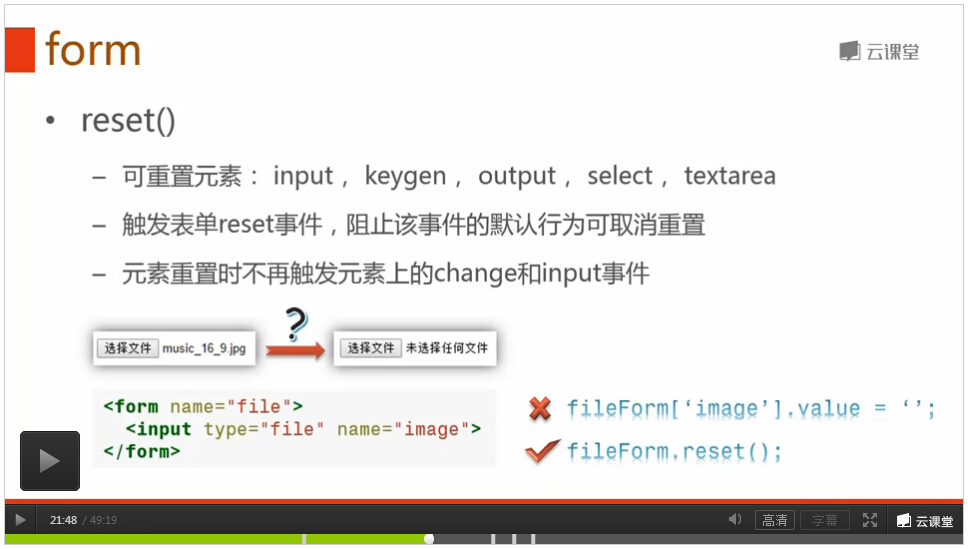 form
云课堂
• reset()
– 可重置元素： input ， keygen ， output ， select ， textarea
– 触发表单reset事件，阻止该事件的默认行为可取消重置
– 元素重置时不再触发元素上的change和input事件
?
选择文件 music_16_9.jpg
选择文件 未选择任何文件
<form name="file">
<input type="file" name="image">
</form>
fileForm[‘image’].value = ‘’;
fileForm.reset();
21:48 / 49:19
高清
字幕
云课堂